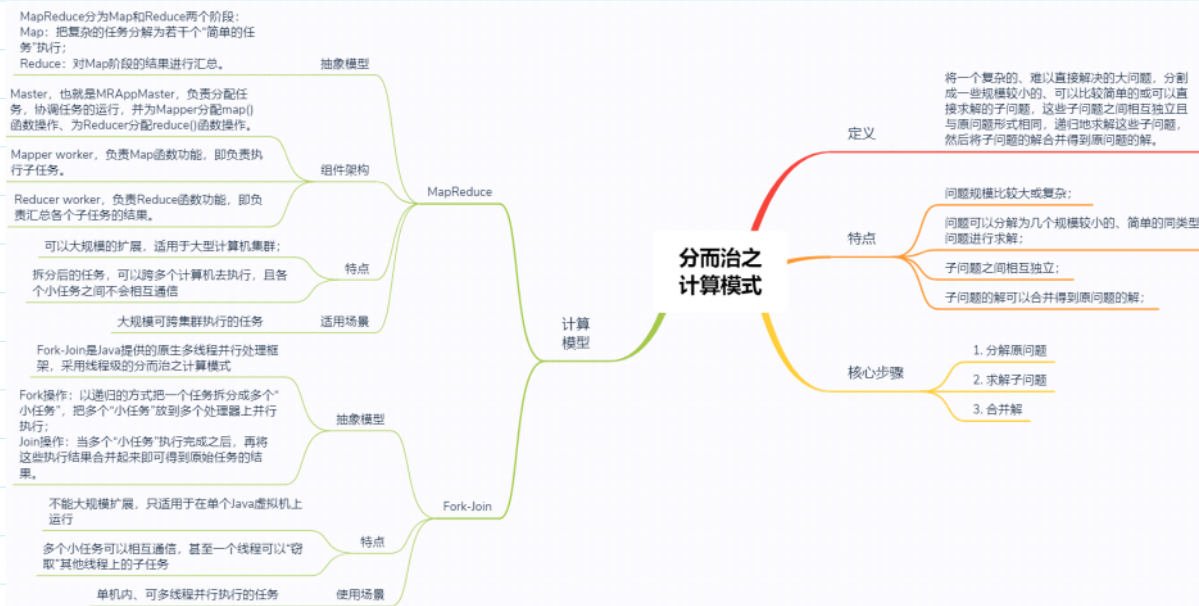 分而治之
计算模式
定义
将一个复杂的、难以直接解决的大问题，分割
成一些规模较小的、可以比较简单的或可以直
接求解的子问题，这些子问题之间相互独立且
与原问题形式相同，递归地求解这些子问题，
然后将子问题的解合并得到原问题的解。
特点
问题规模比较大或复杂；
问题可以分解为几个规模较小的、简单的同类型
问题进行求解；
子问题之间相互独立；
子问题的解可以合并得到原问题的解；
核心步骤
1. 分解原问题
2. 求解子问题
3. 合并解
计算
模型
MapReduce
抽象模型
MapReduce分为Map和Reduce两个阶段：
Map：把复杂的任务分解为若干个“简单的任
务”执行；
Reduce：对Map阶段的结果进行汇总。
组件架构
Master，也就是MRAppMaster，负责分配任
务，协调任务的运行，并为Mapper分配map()
函数操作、为Reducer分配reduce()函数操作。
Mapper worker，负责Map函数功能，即负责执
行子任务。
Reducer worker，负责Reduce函数功能，即负
责汇总各个子任务的结果。
特点
可以大规模的扩展，适用于大型计算机集群；
拆分后的任务，可以跨多个计算机去执行，且各
个小任务之间不会相互通信
适用场景
大规模可跨集群执行的任务
Fork-Join
Fork-Join是Java提供的原生多线程并行处理框
架，采用线程级的分而治之计算模式
抽象模型
Fork操作：以递归的方式把一个任务拆分成多个“
小任务”，把多个“小任务”放到多个处理器上并行
执行；
Join操作：当多个“小任务”执行完成之后，再将
这些执行结果合并起来即可得到原始任务的结
果。
特点
不能大规模扩展，只适用于在单个Java虚拟机上
运行
多个小任务可以相互通信，甚至一个线程可以“窃
取”其他线程上的子任务
使用场景
单机内、可多线程并行执行的任务